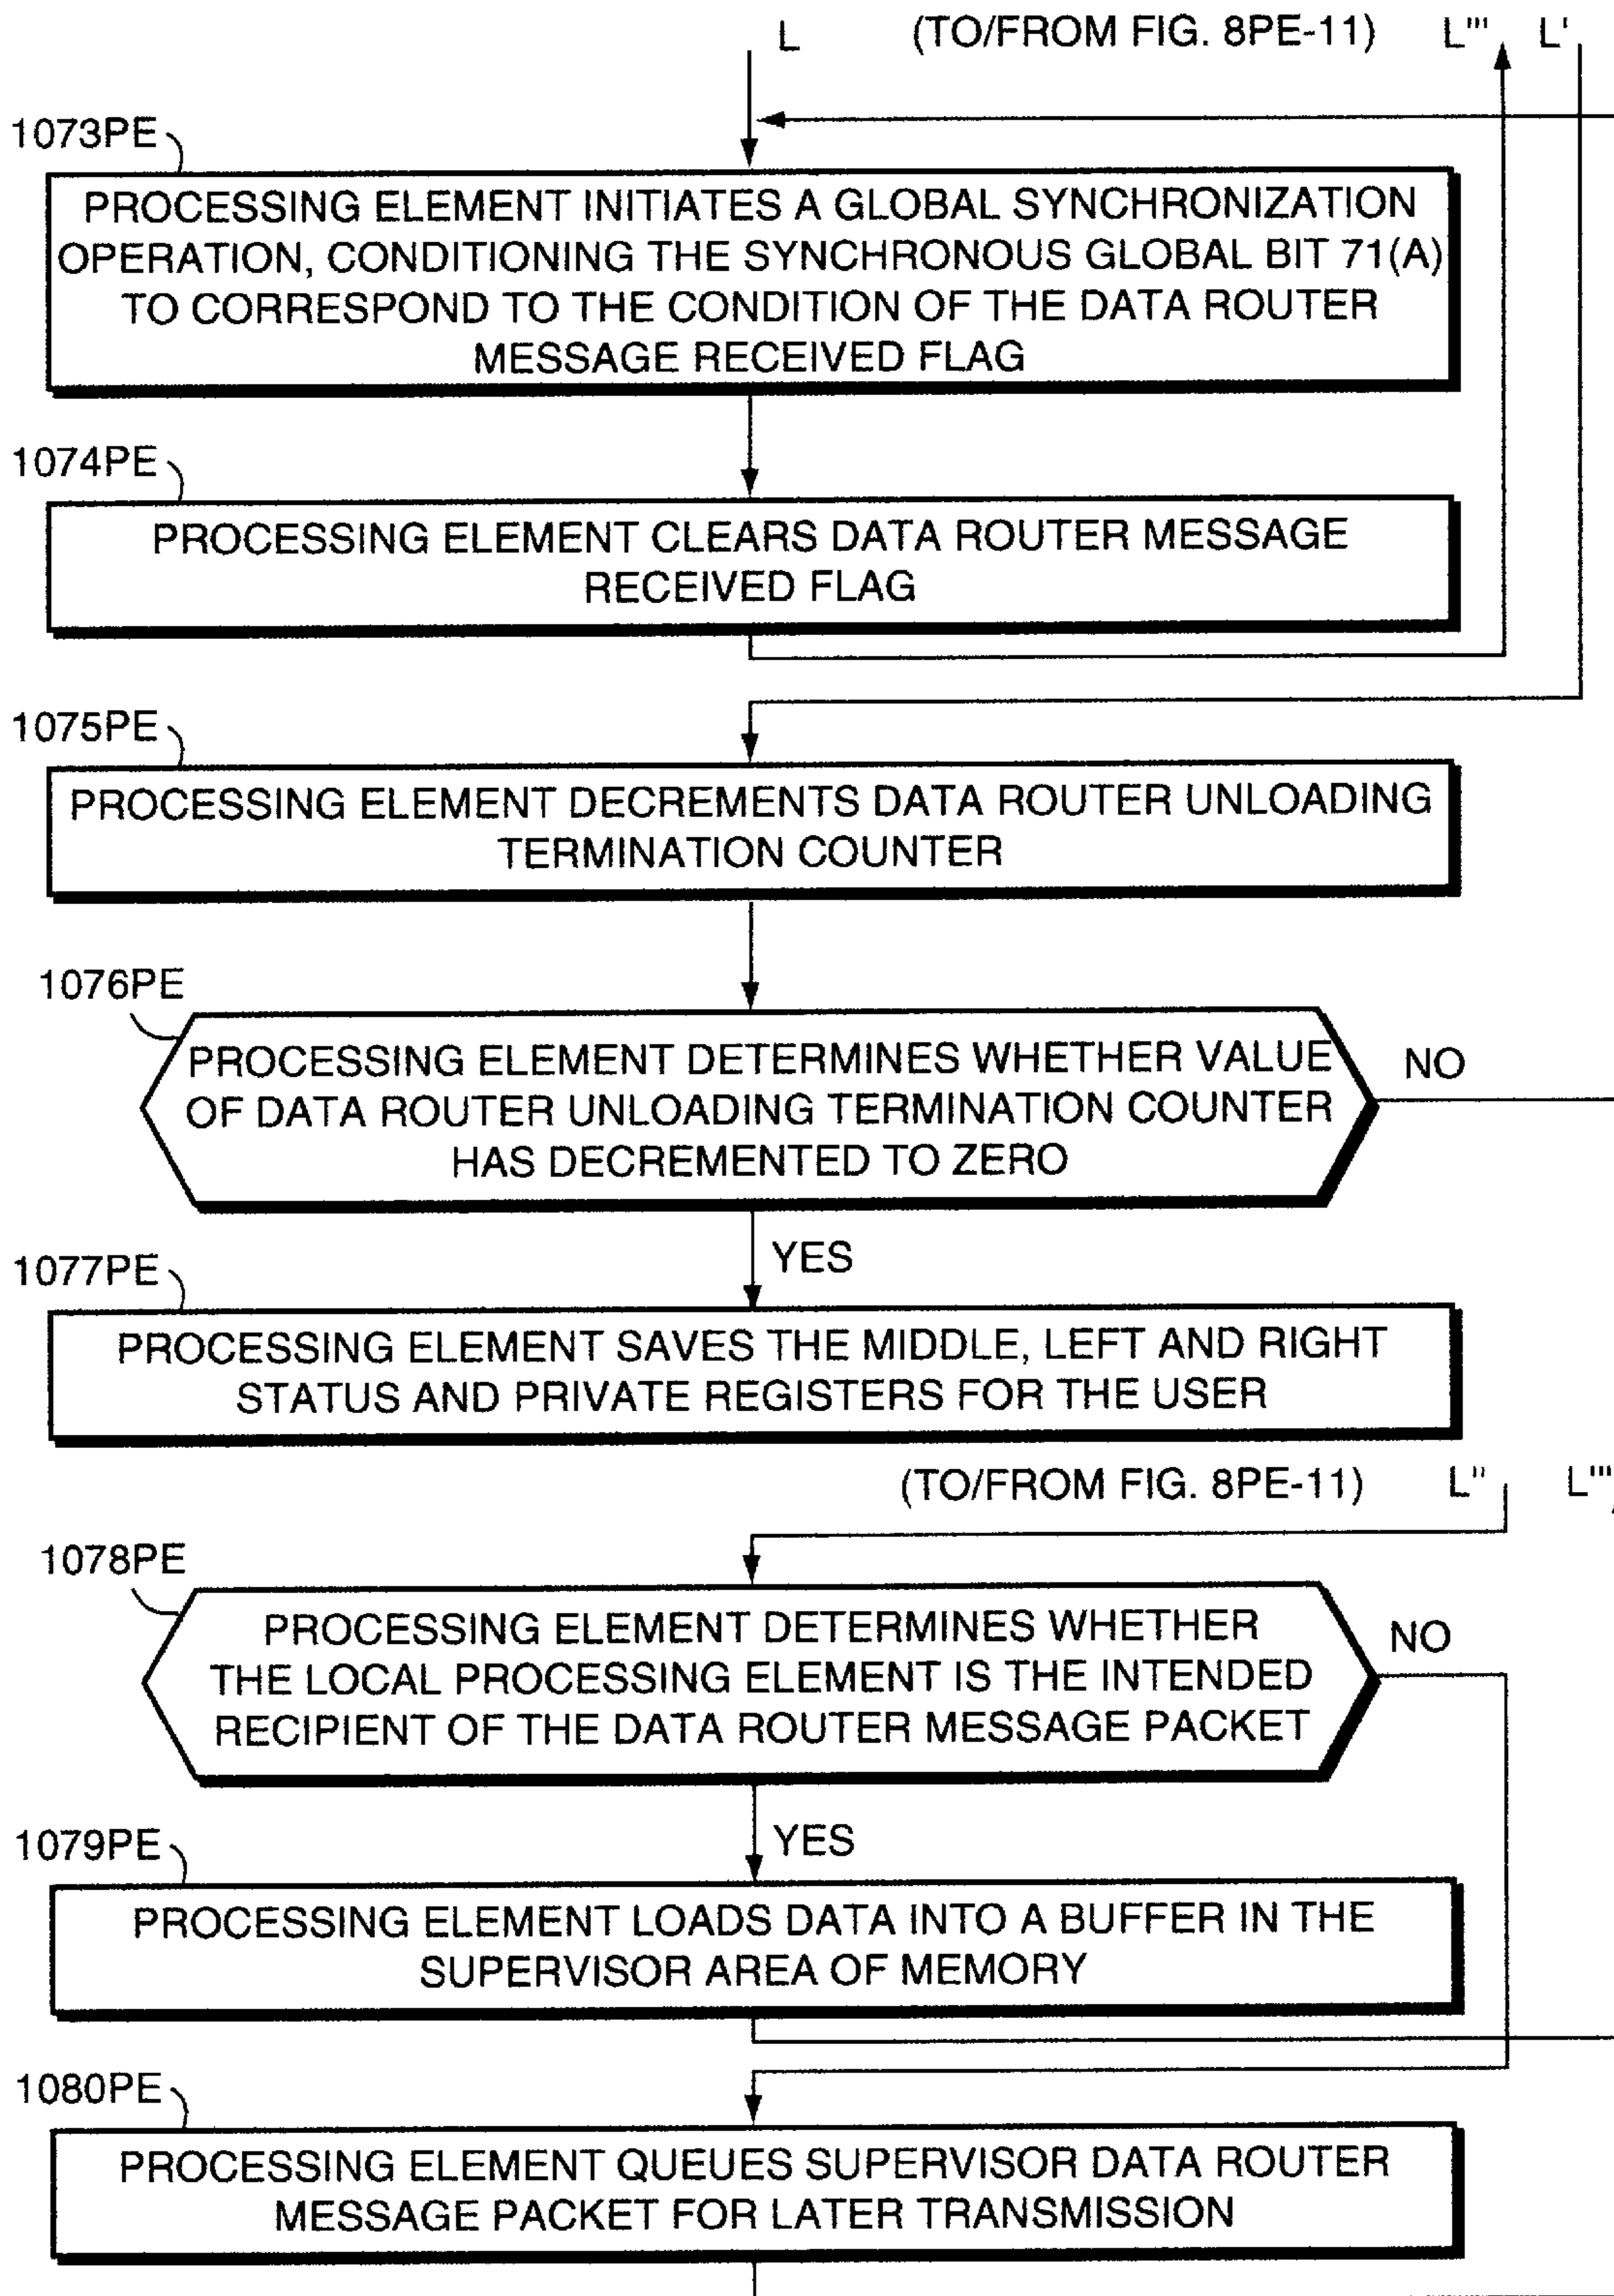 L (TO/FROM FIG. 8PE-11) L''' L'
1073PE
PROCESSING ELEMENT INITIATES A GLOBAL SYNCHRONIZATION
OPERATION, CONDITIONING THE SYNCHRONOUS GLOBAL BIT 71(A)
TO CORRESPOND TO THE CONDITION OF THE DATA ROUTER
MESSAGE RECEIVED FLAG
1074PE
PROCESSING ELEMENT CLEARS DATA ROUTER MESSAGE
RECEIVED FLAG
1075PE
PROCESSING ELEMENT DECREMENTS DATA ROUTER UNLOADING
TERMINATION COUNTER
1076PE
PROCESSING ELEMENT DETERMINES WHETHER VALUE
OF DATA ROUTER UNLOADING TERMINATION COUNTER
HAS DECREMENTED TO ZERO
NO
YES
1077PE
PROCESSING ELEMENT SAVES THE MIDDLE, LEFT AND RIGHT
STATUS AND PRIVATE REGISTERS FOR THE USER
(TO/FROM FIG. 8PE-11) L'' L'''
1078PE
PROCESSING ELEMENT DETERMINES WHETHER
THE LOCAL PROCESSING ELEMENT IS THE INTENDED
RECIPIENT OF THE DATA ROUTER MESSAGE PACKET
NO
YES
1079PE
PROCESSING ELEMENT LOADS DATA INTO A BUFFER IN THE
SUPERVISOR AREA OF MEMORY
1080PE
PROCESSING ELEMENT QUEUES SUPERVISOR DATA ROUTER
MESSAGE PACKET FOR LATER TRANSMISSION